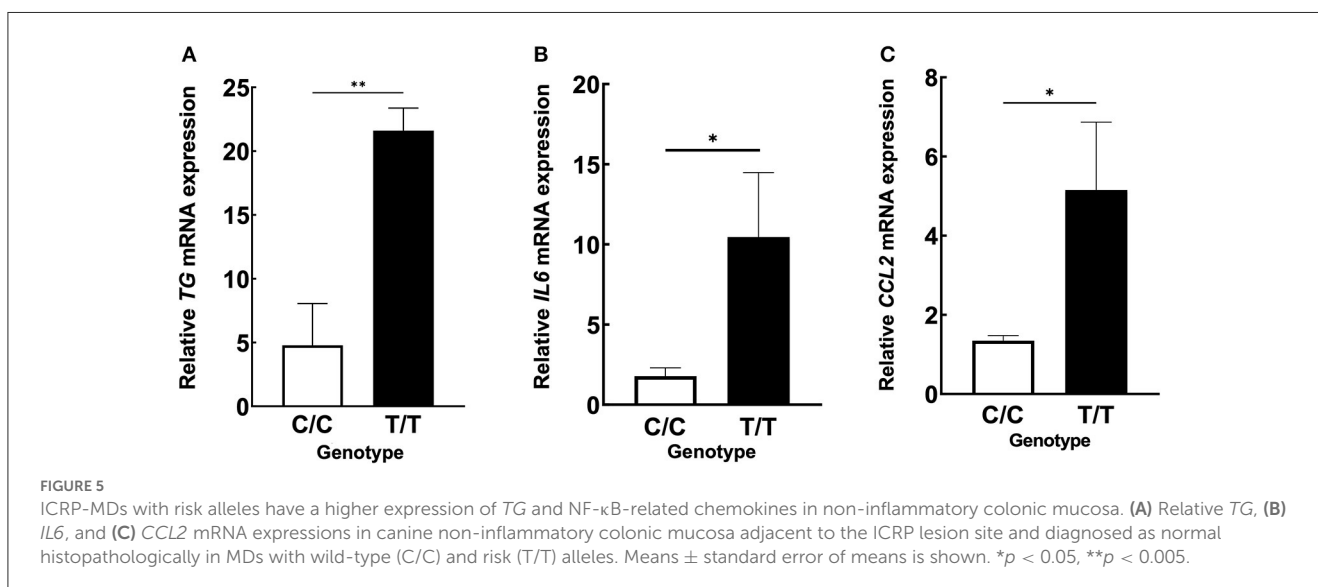 A
Relative TG mRNA expression
25
20
15
10
5
0
**
C/C T/T
Genotype
B
Relative IL6 mRNA expression
20
15
10
5
0
*
C/C T/T
Genotype
C
Relative CCL2 mRNA expression
8
6
4
2
0
*
C/C T/T
Genotype
FIGURE 5
ICRP-MDs with risk alleles have a higher expression of TG and NF-κB-related chemokines in non-inflammatory colonic mucosa. (A) Relative TG, (B)
IL6, and (C) CCL2 mRNA expressions in canine non-inflammatory colonic mucosa adjacent to the ICRP lesion site and diagnosed as normal
histopathologically in MDs with wild-type (C/C) and risk (T/T) alleles. Means ± standard error of means is shown. *p < 0.05, **p < 0.005.